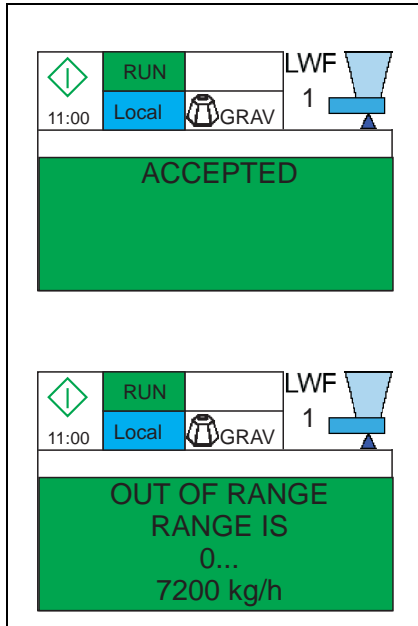 RUN
LWF
1
11:00
Local
GRAV
ACCEPTED
RUN
LWF
1
11:00
Local
GRAV
OUT OF RANGE
RANGE IS
0...
7200 kg/h